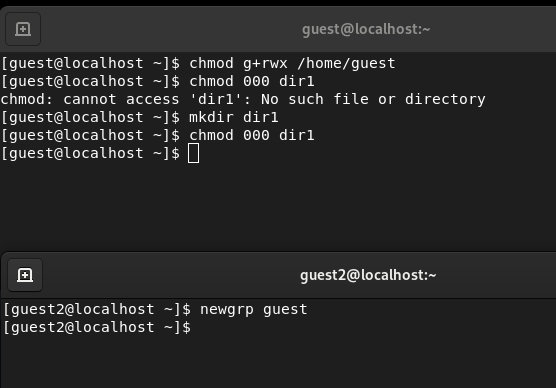 guest@localhost:~
[guest@localhost ~]$ chmod g+rwx /home/guest
[guest@localhost ~]$ chmod 000 dir1
chmod: cannot access 'dir1': No such file or directory
[guest@localhost ~]$ mkdir dir1
[guest@localhost ~]$ chmod 000 dir1
[guest@localhost ~]$
guest2@localhost:~
[guest2@localhost ~]$ newgrp guest
[guest2@localhost ~]$